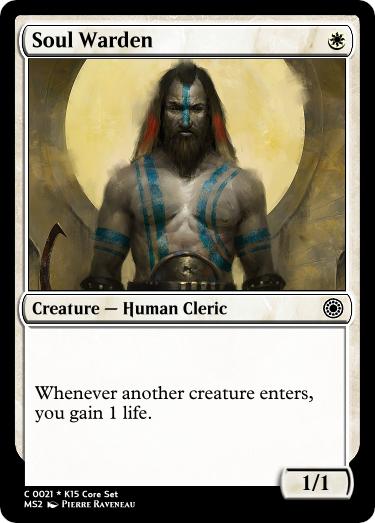 Soul Warden
Creature — Human Cleric
Whenever another creature enters,
you gain 1 life.
1/1
C 0021 * K15 Core Set
MS2 Pierre Raveneau